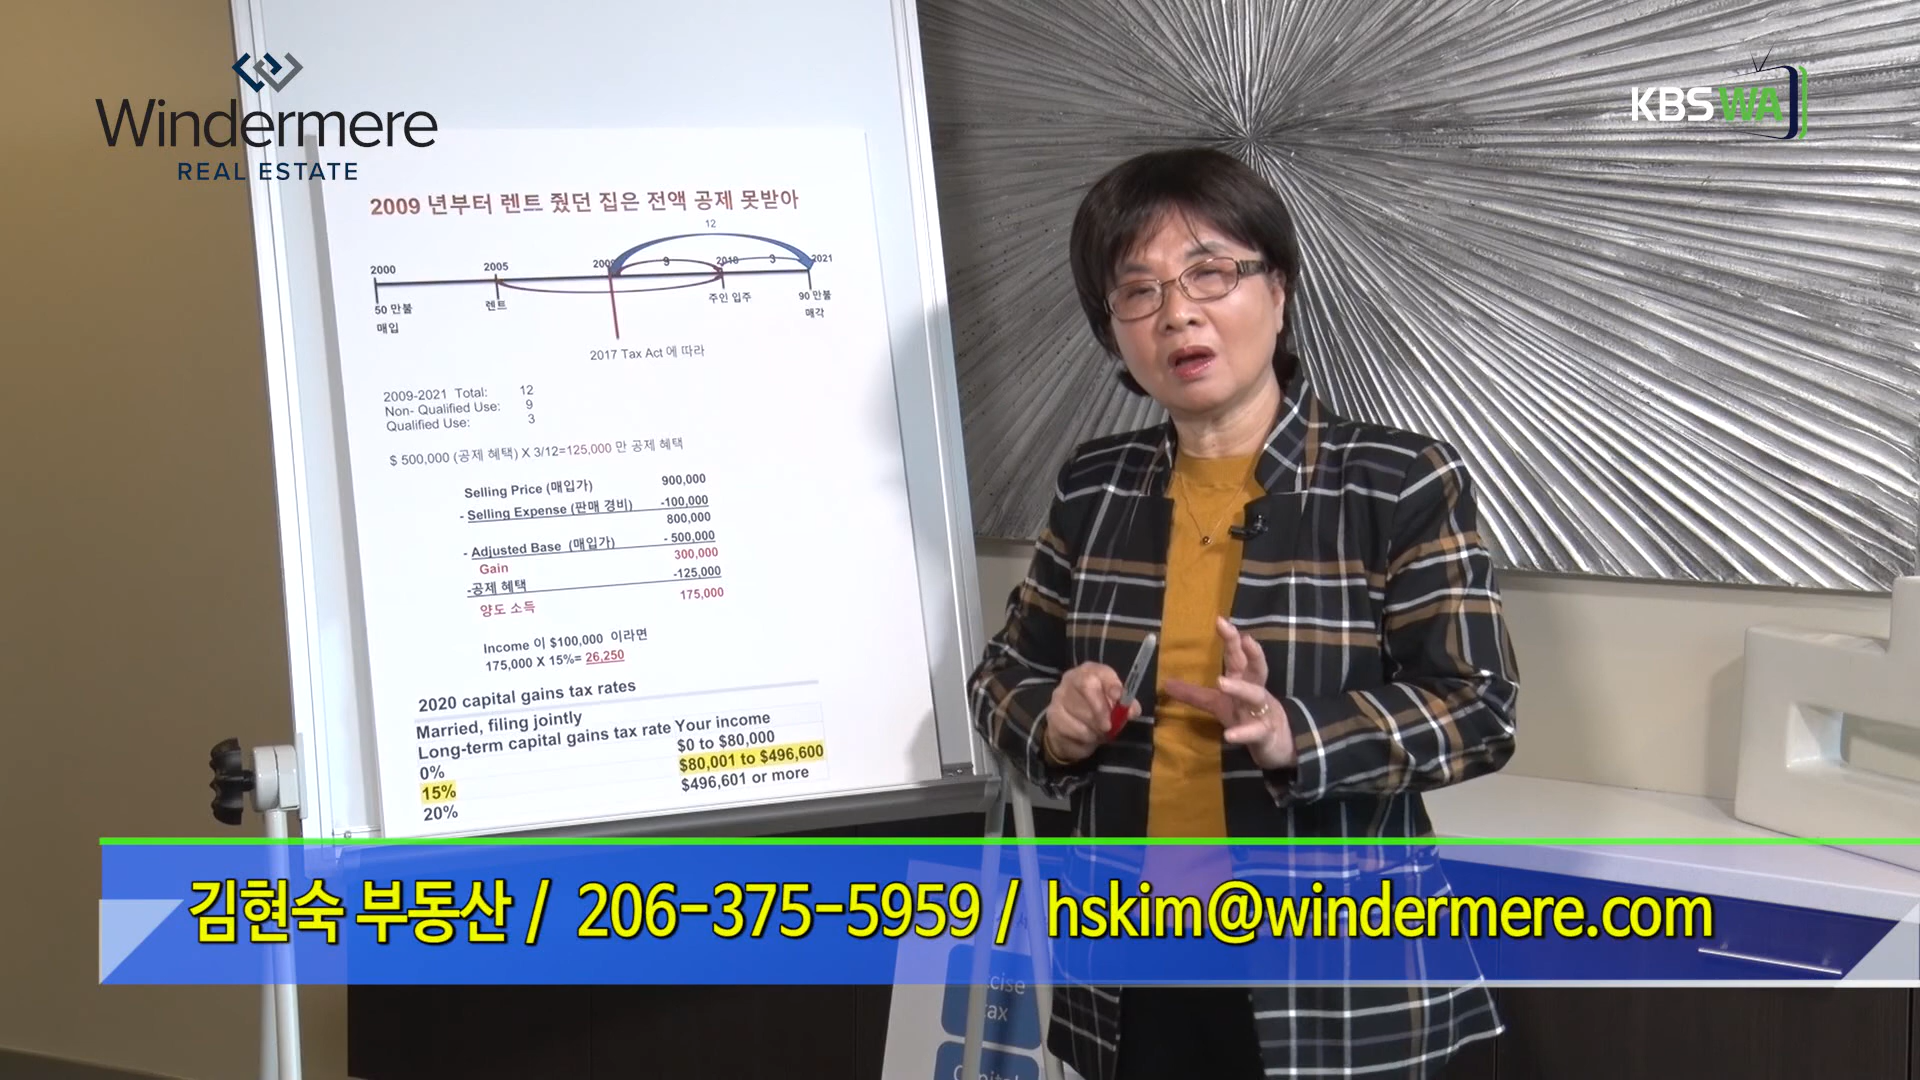 Windermere
REAL ESTATE
KBS WA
2009 년부터 렌트 줬던 집은 전액 공제 못받아
12
2000 2005 2009 9 2018 3 2021
50 만불 렌트 주인 입주 90 만불
매입 매각
2017 Tax Act 에 따라
2009-2021 Total: 12
Non- Qualified Use: 9
Qualified Use: 3
$ 500,000 (공제 혜택) X 3/12=125,000 만 공제 혜택
Selling Price (매입가) 900,000
- Selling Expense (판매 경비) -100,000
800,000
- Adjusted Base (매입가) - 500,000
Gain 300,000
-공제 혜택 -125,000
양도 소득 175,000
Income 이 $100,000 이라면
175,000 X 15%= 26,250
2020 capital gains tax rates
Married, filing jointly
Long-term capital gains tax rate Your income
0% $0 to $80,000
15% $80,001 to $496,600
20% $496,601 or more
김현숙 부동산 / 206-375-5959 / hskim@windermere.com
tax